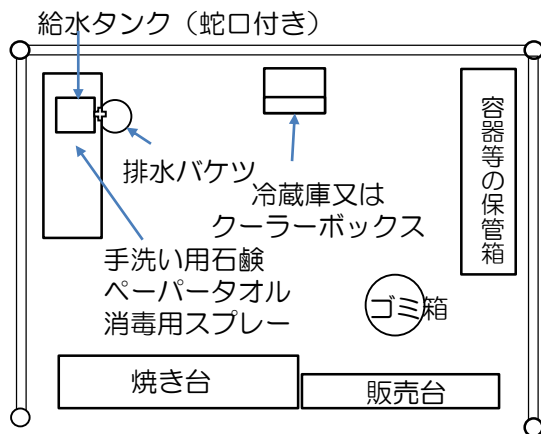 給水タンク（蛇口付き）
排水バケツ
冷蔵庫又は
クーラーボックス
容器等の保管箱
手洗い用石鹸
ペーパータオル
消毒用スプレー
ゴミ箱
焼き台
販売台